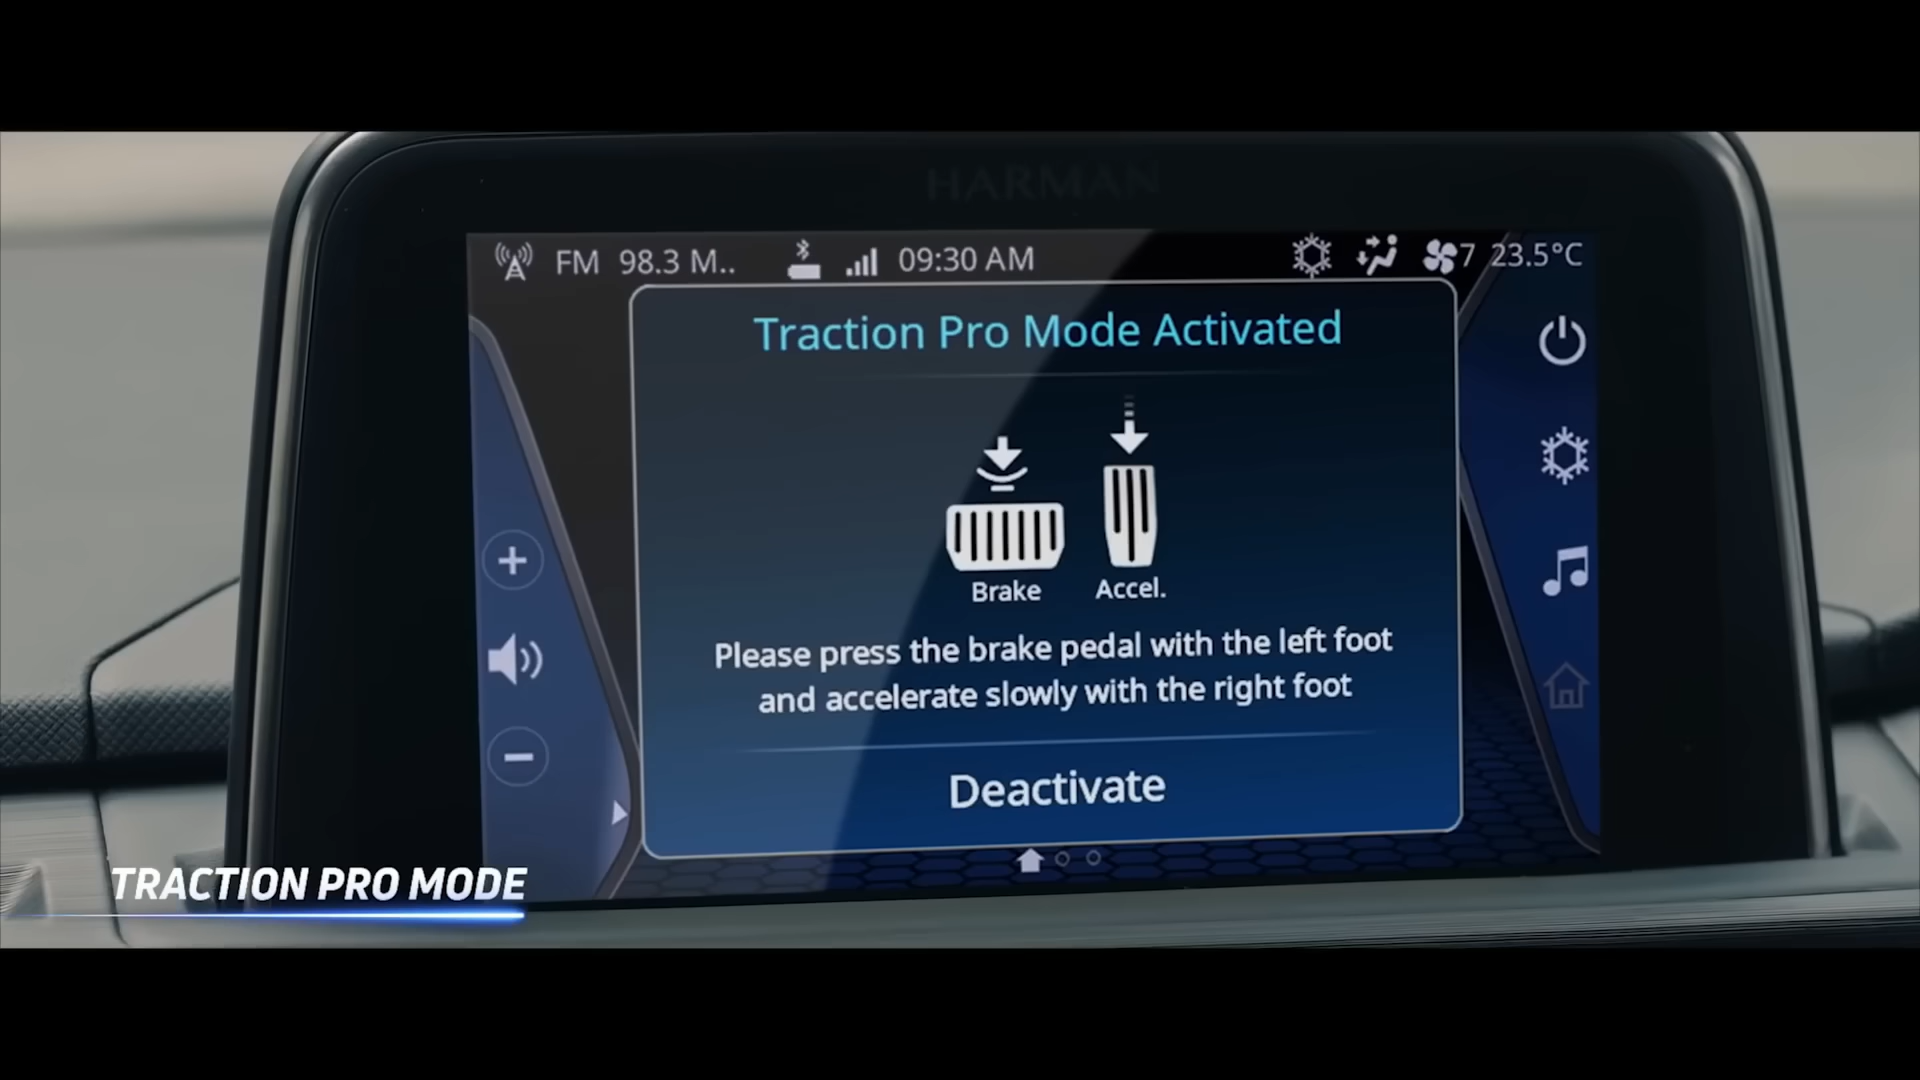 HARMAN
FM 98.3 M.. 09:30 AM 7 23.5°C
Traction Pro Mode Activated
Brake Accel.
Please press the brake pedal with the left foot
and accelerate slowly with the right foot
Deactivate
TRACTION PRO MODE